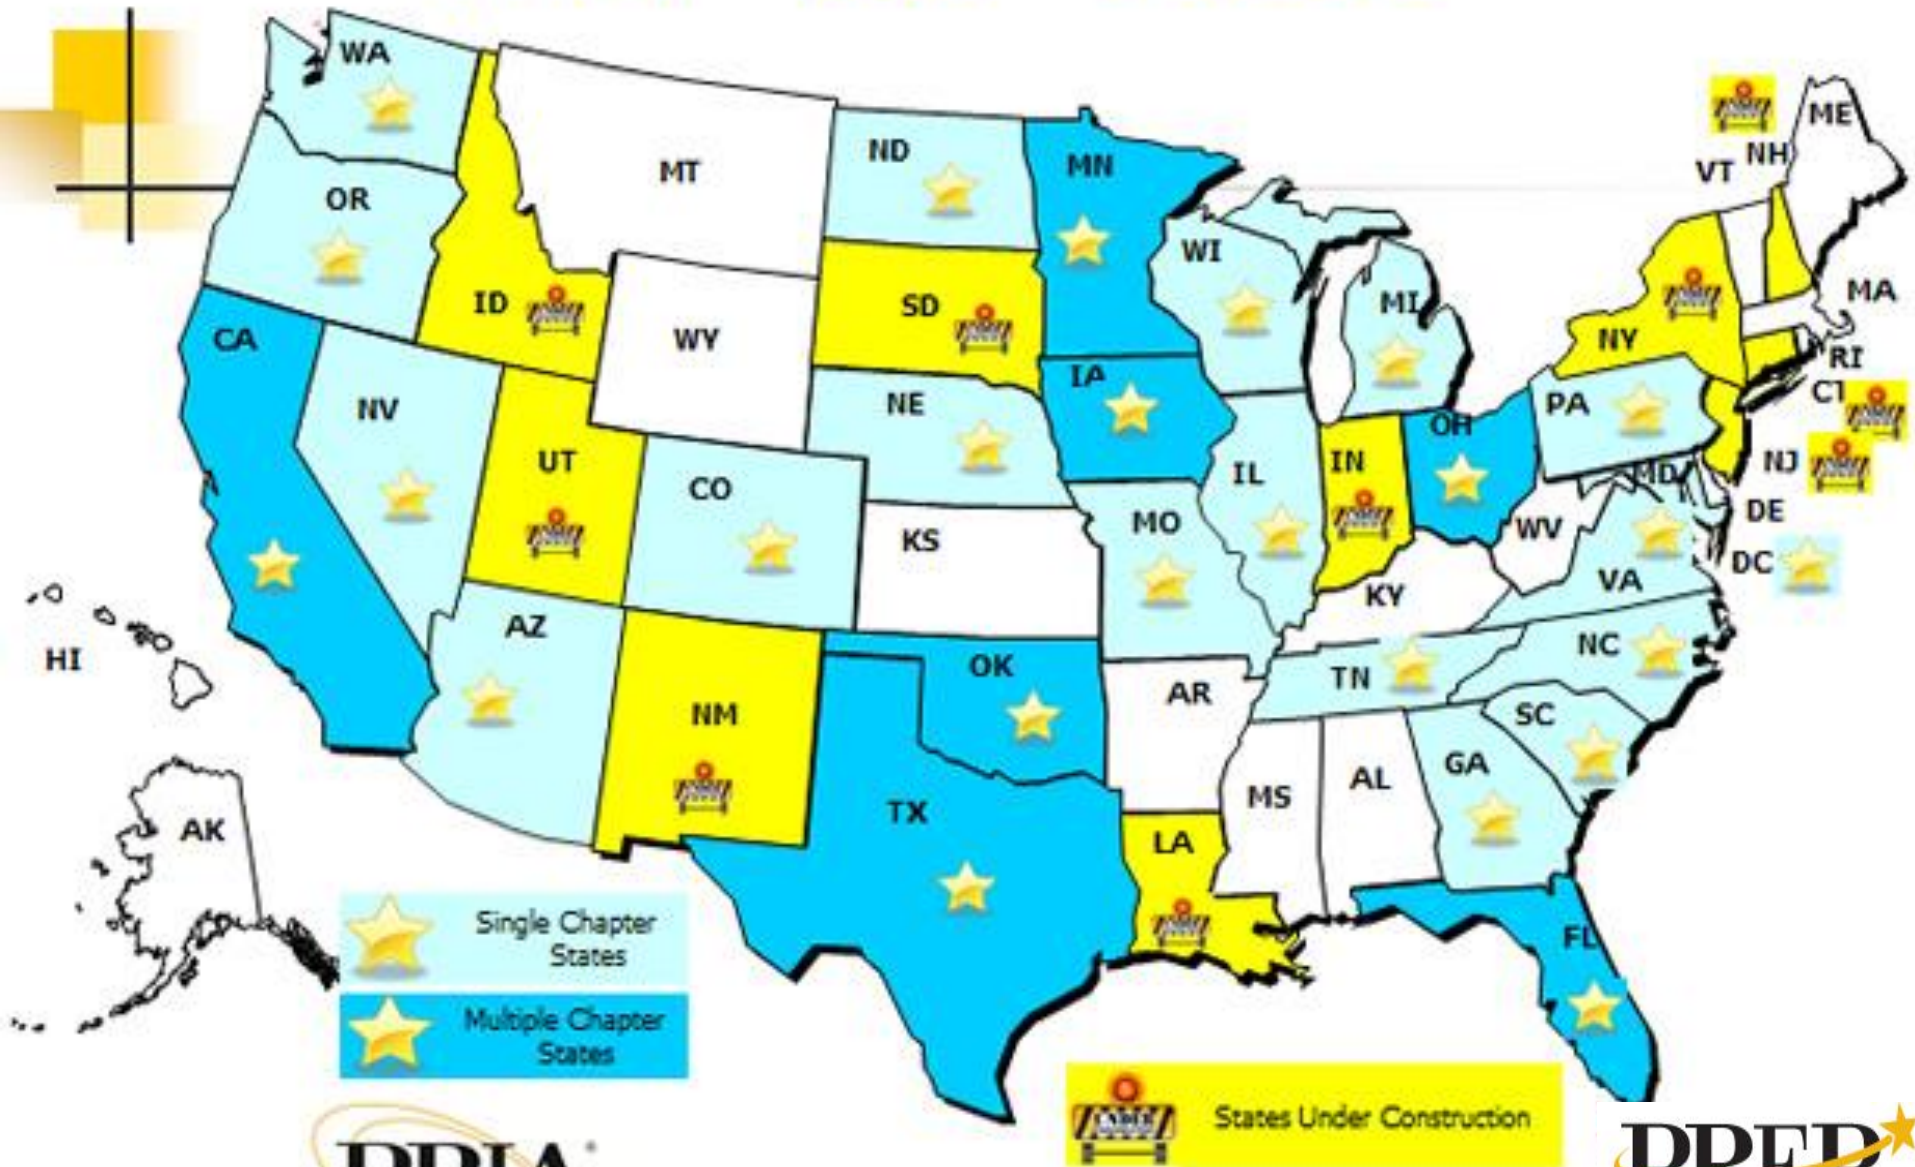 WA
MT
ND
MN
ME
NH
VT
OR
WI
MI
MA
ID
SD
WY
NY
RI
CA
IA
CT
NV
NE
PA
OH
UT
CO
IL
IN
MD
NJ
DE
KS
MO
WV
DC
KY
VA
AZ
HI
NC
OK
TN
AR
NM
SC
GA
AL
MS
TX
AK
LA
FL
Single Chapter
States
Multiple Chapter
States
States Under Construction